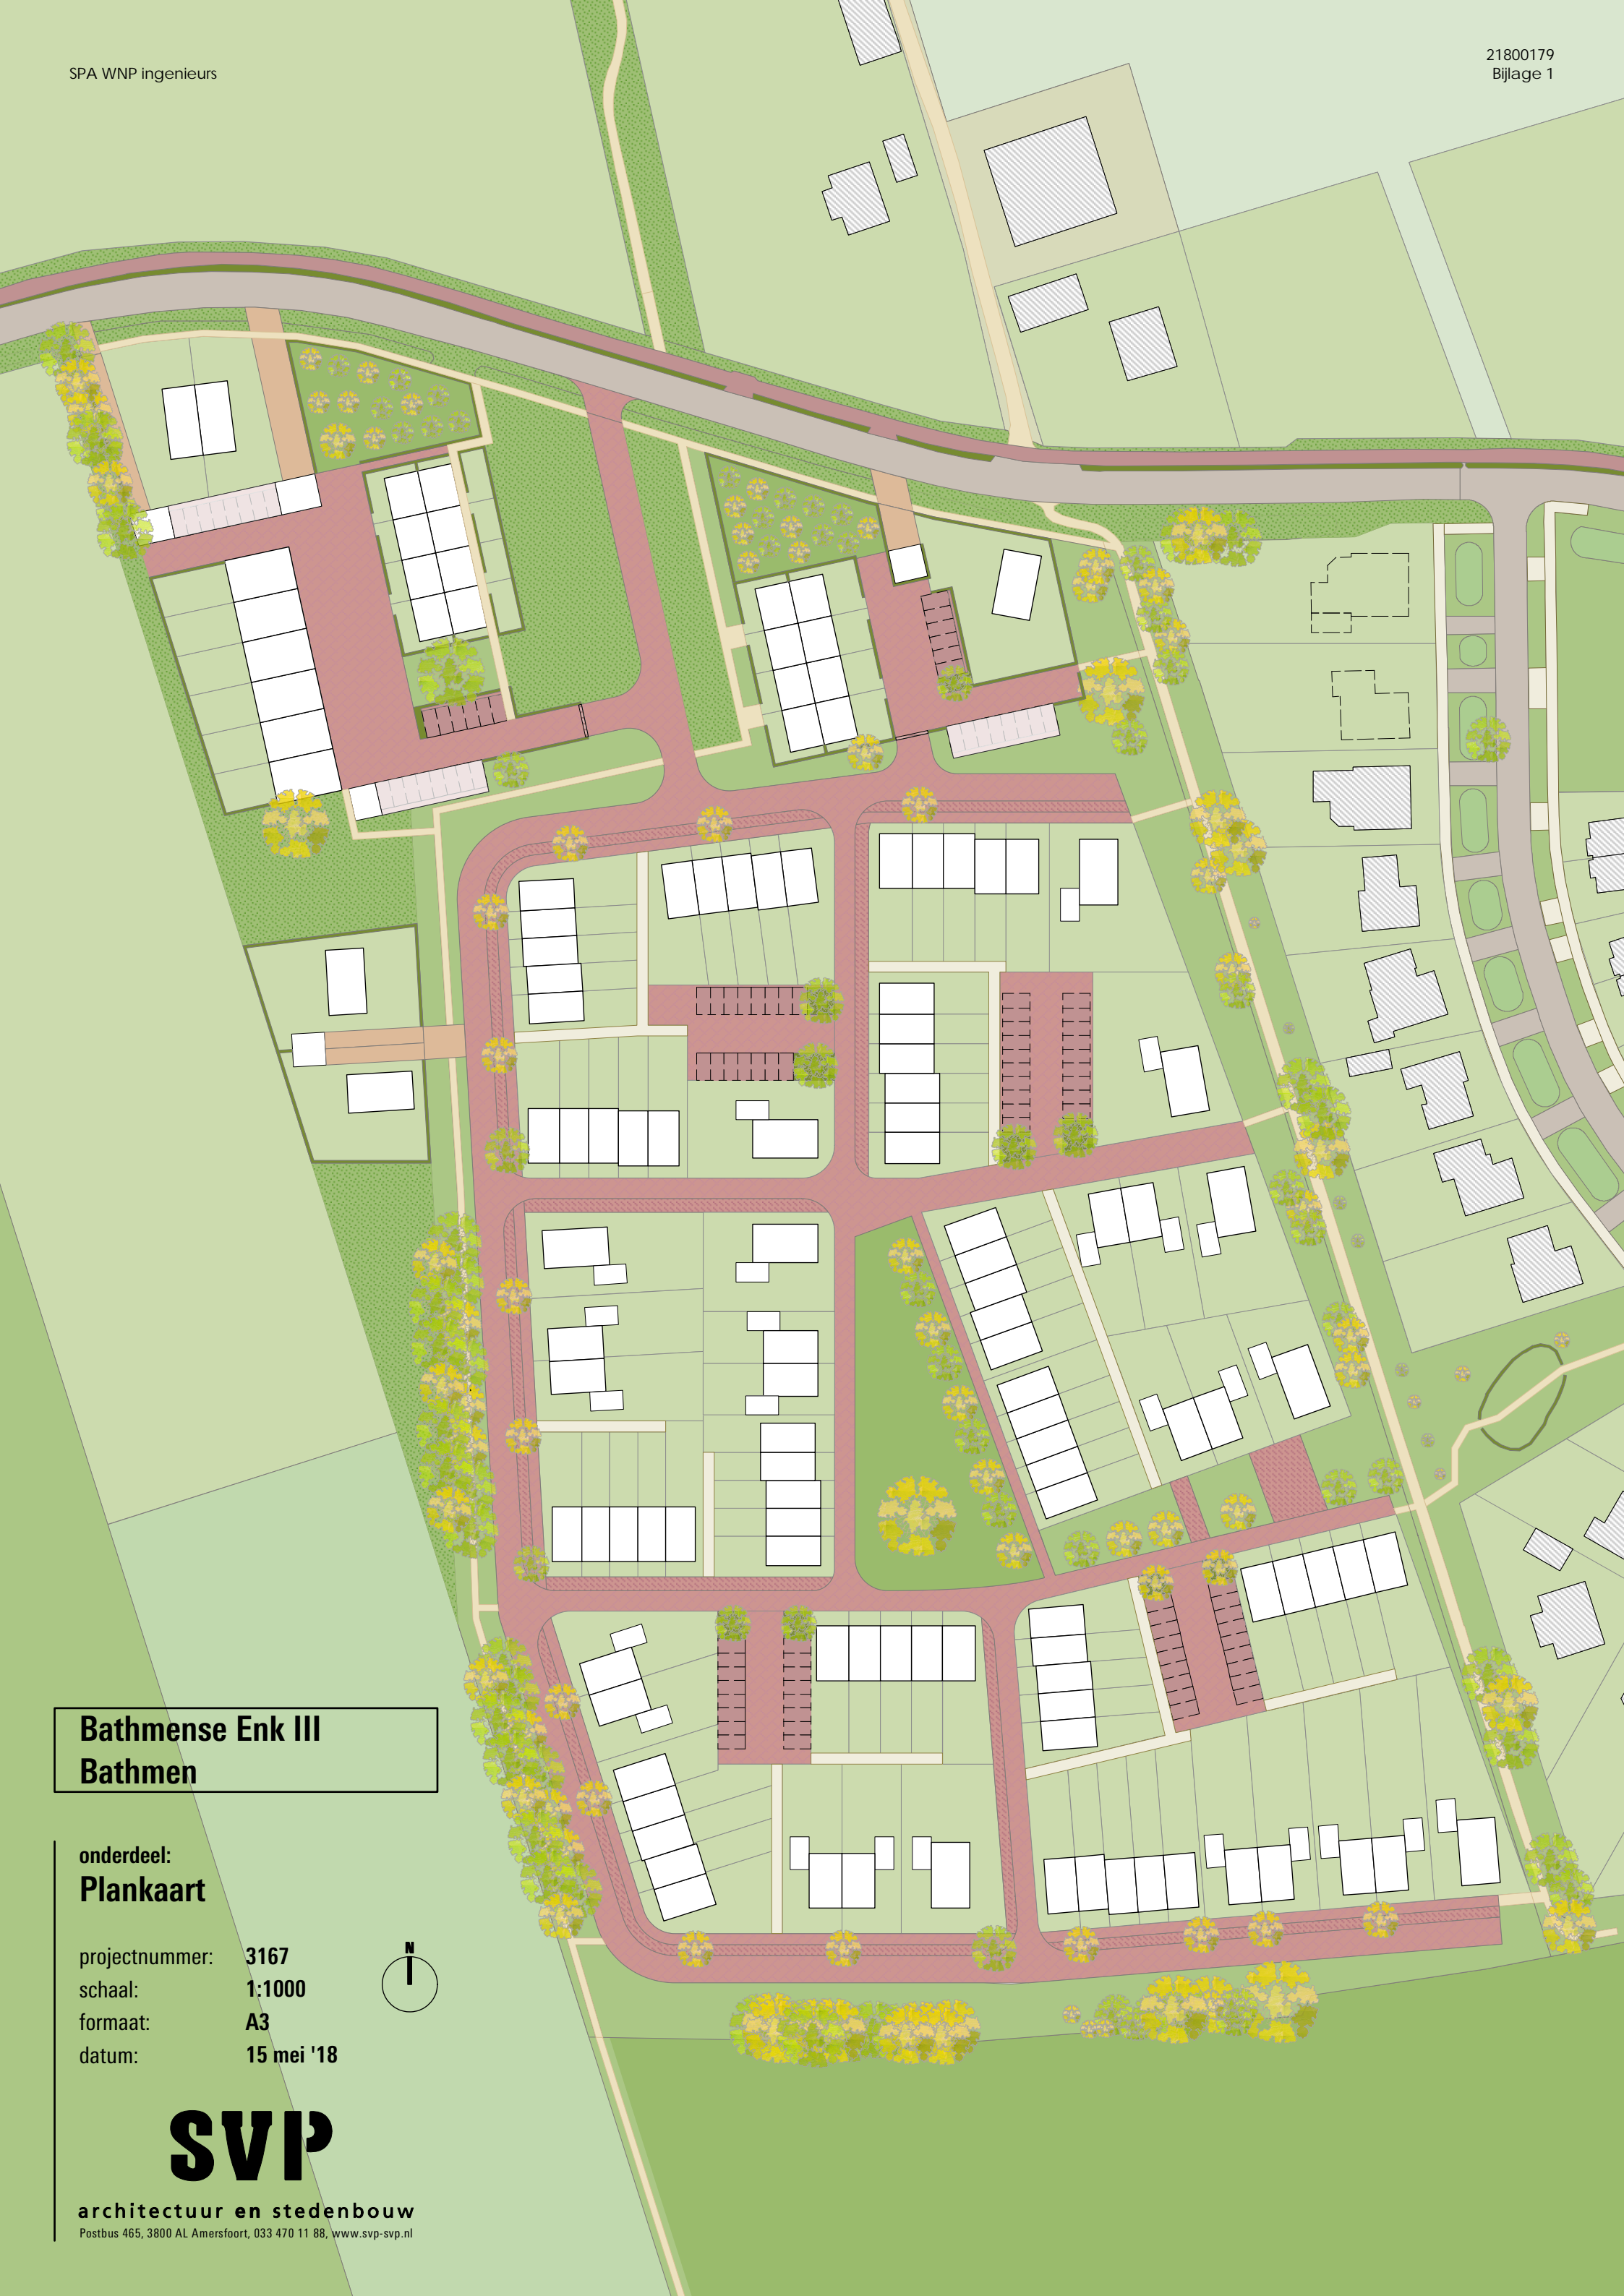 SPA WNP ingenieurs
21800179
Bijlage 1
Bathmense Enk III
Bathmen
onderdeel:
Plankaart
projectnummer: 3167
schaal: 1:1000
formaat: A3
datum: 15 mei '18
N
SVP
architectuur en stedenbouw
Postbus 465, 3800 AL Amersfoort, 033 470 11 88, www.svp-svp.nl